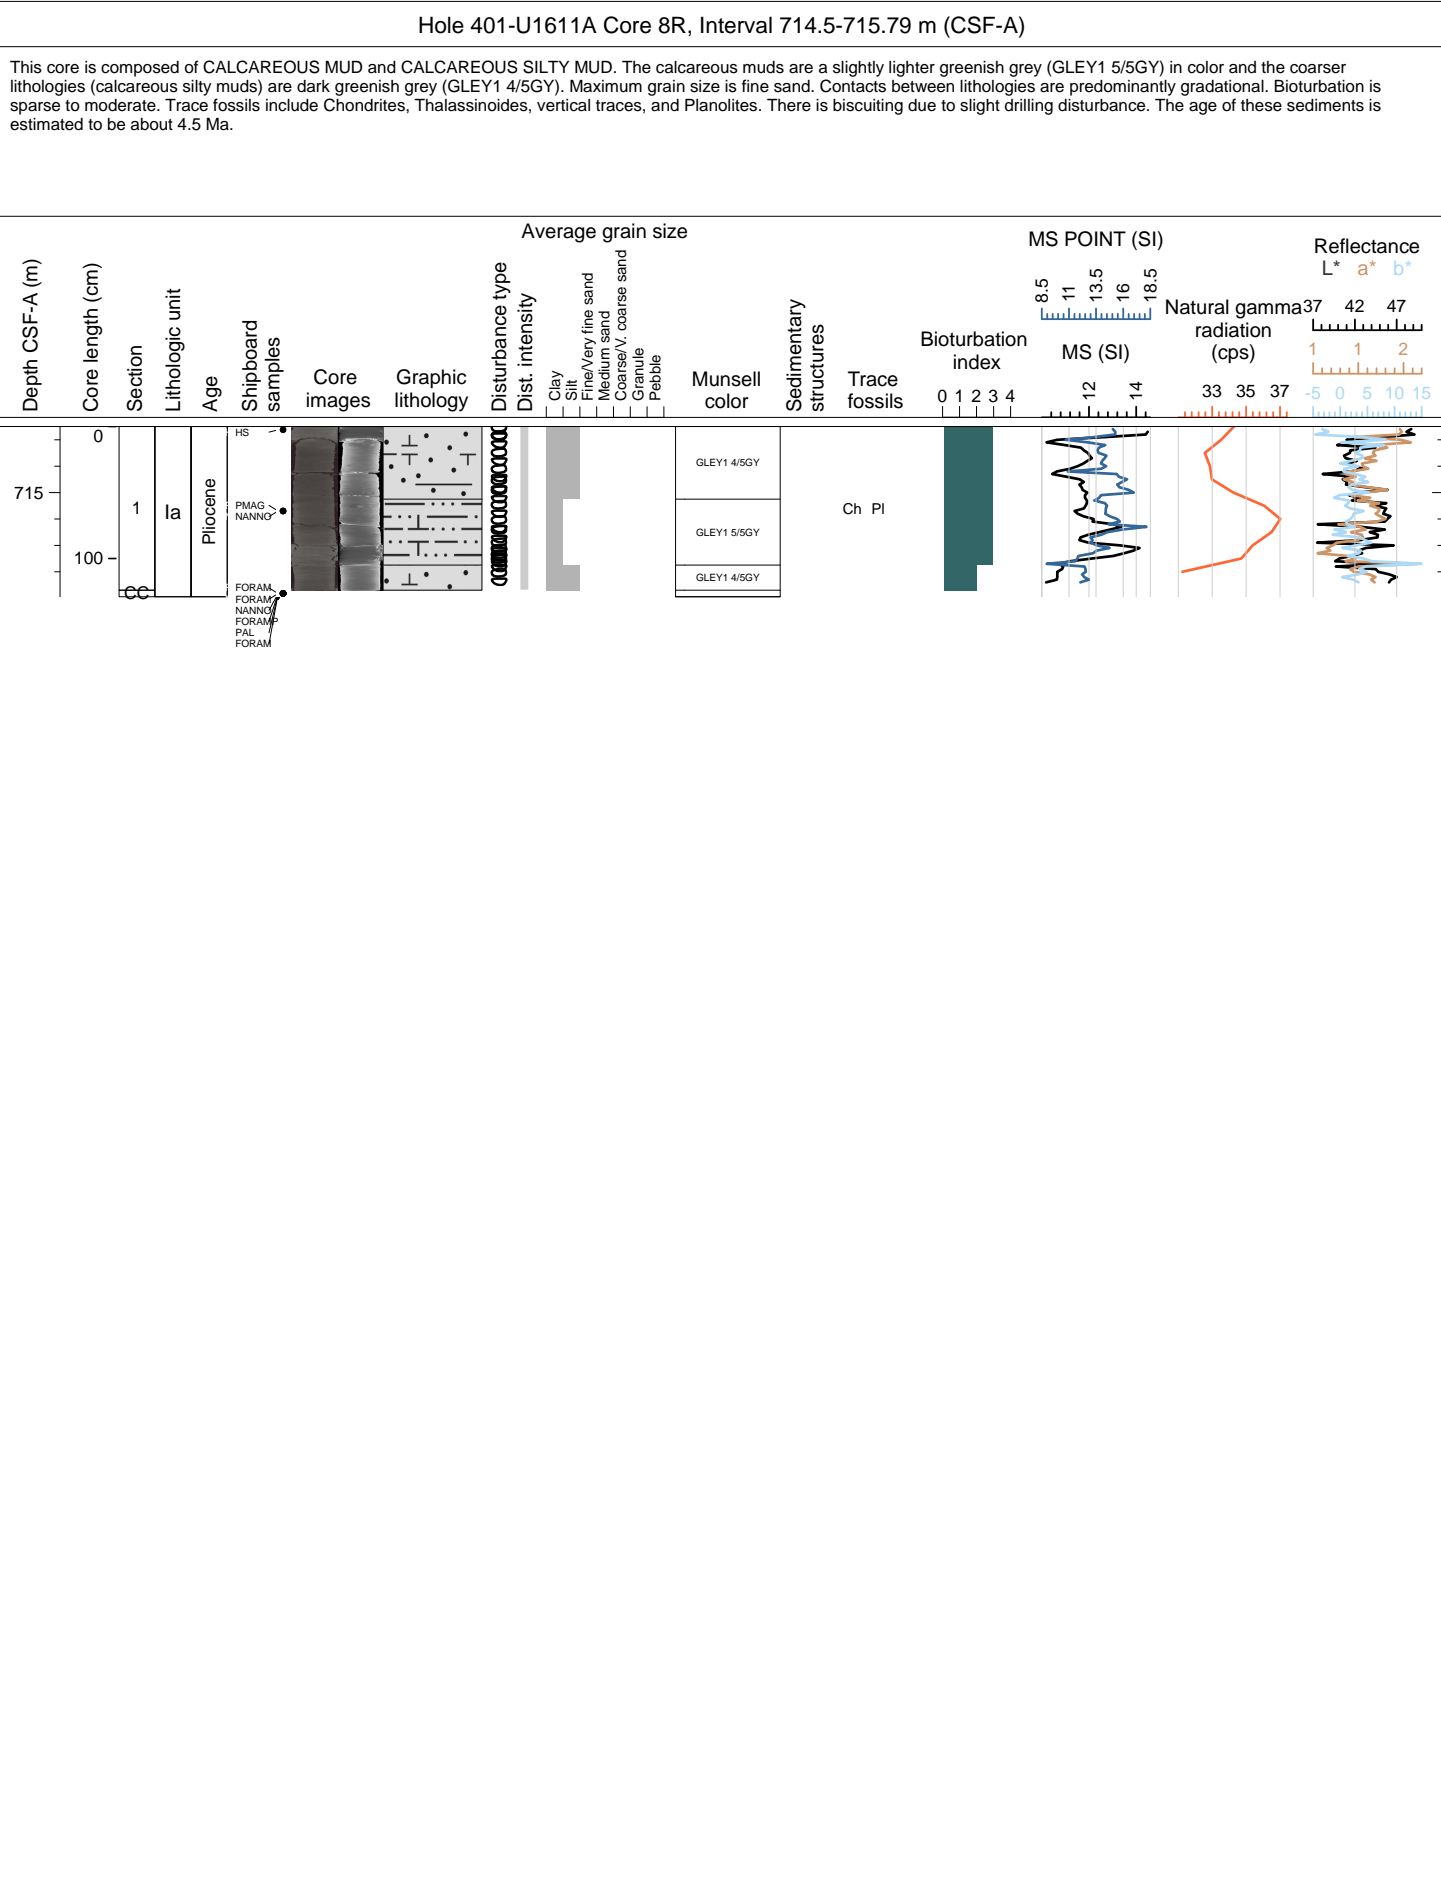 Hole 401-U1611A Core 8R, Interval 714.5-715.79 m (CSF-A)
This core is composed of CALCAREOUS MUD and CALCAREOUS SILTY MUD. The calcareous muds are a slightly lighter greenish grey (GLEY1 5/5GY) in color and the coarser
lithologies (calcareous silty muds) are dark greenish grey (GLEY1 4/5GY). Maximum grain size is fine sand. Contacts between lithologies are predominantly gradational. Bioturbation is
sparse to moderate. Trace fossils include Chondrites, Thalassinoides, vertical traces, and Planolites. There is biscuiting due to slight drilling disturbance. The age of these sediments is
estimated to be about 4.5 Ma.
Depth CSF-A (m)
Core length (cm)
Section
Lithologic unit
Age
Shipboard
samples
Core
images
Graphic
lithology
Disturbance type
Dist. intensity
Average grain size
Clay
Silt
Fine/Very fine sand
Medium sand
Coarse/V. coarse sand
Granule
Pebble
Munsell
color
Sedimentary
structures
Trace
fossils
Bioturbation
index
0 1 2 3 4
MS POINT (SI)
8.5 11 13.5 16 18.5
MS (SI)
12 14
Natural gamma
radiation
(cps)
33 35 37
Reflectance
L* a* b*
37 42 47
1 1 2
-5 0 5 10 15
0
715
100
1
CC
Ia
Pliocene
HS
PMAG
NANNO
FORAM
FORAM
NANNO
FORAMP
PAL
FORAM
GLEY1 4/5GY
GLEY1 5/5GY
GLEY1 4/5GY
Ch Pl